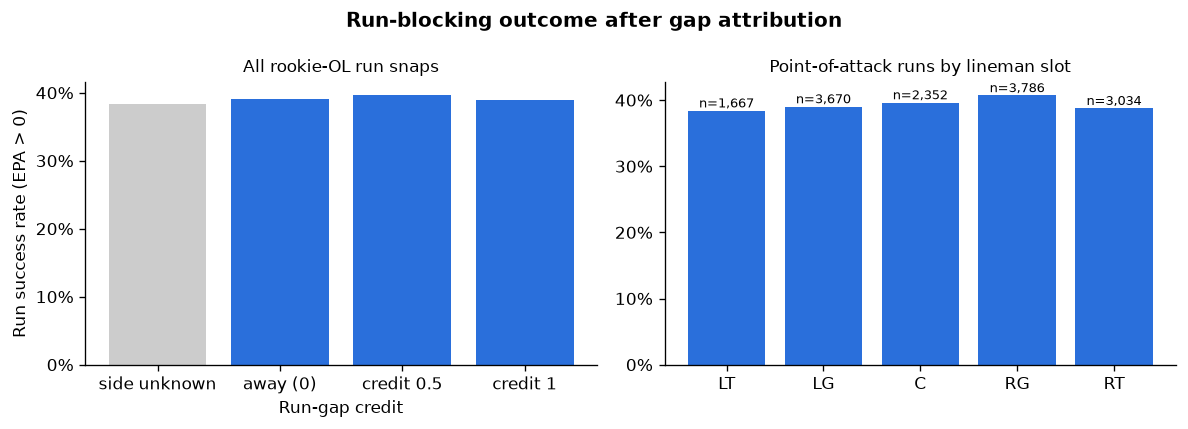 Run-blocking outcome after gap attribution
All rookie-OL run snaps
Run success rate (EPA > 0)
40%
30%
20%
10%
0%
side unknown away (0) credit 0.5 credit 1
Run-gap credit
Point-of-attack runs by lineman slot
40%
30%
20%
10%
0%
n=1,667 n=3,670 n=2,352 n=3,786 n=3,034
LT LG C RG RT